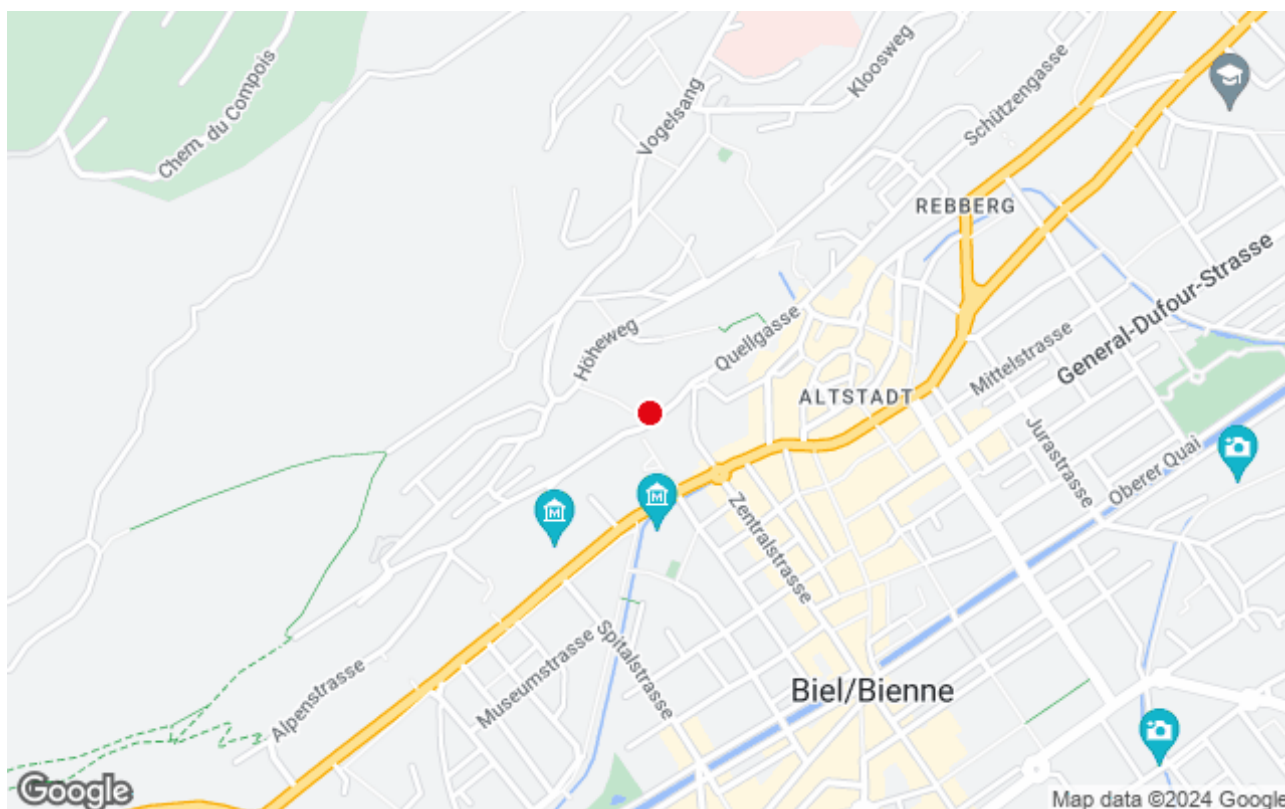 Chem. du Compois
Vogelsang
Kloosweg
Schützengasse
REBBERG
General-Dufour-Strasse
Höheweg
Quellgasse
Mittelstrasse
ALTSTADT
Jurastrasse
Oberer Quai
M
M
Zentralstrasse
Spitalstrasse
Museumstrasse
Alpenstrasse
Biel/Bienne
Google
Map data ©2024 Google